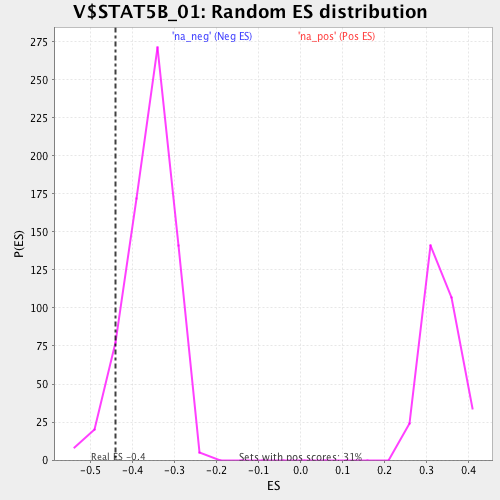 V$STAT5B_01: Random ES distribution
'na_neg' (Neg ES) 'na_pos' (Pos ES)
275
250
225
200
175
150
125
100
75
50
25
0
P(ES)
Real ES -0.4 Sets with pos scores: 31%
-0.5 -0.4 -0.3 -0.2 -0.1 0.0 0.1 0.2 0.3 0.4
ES